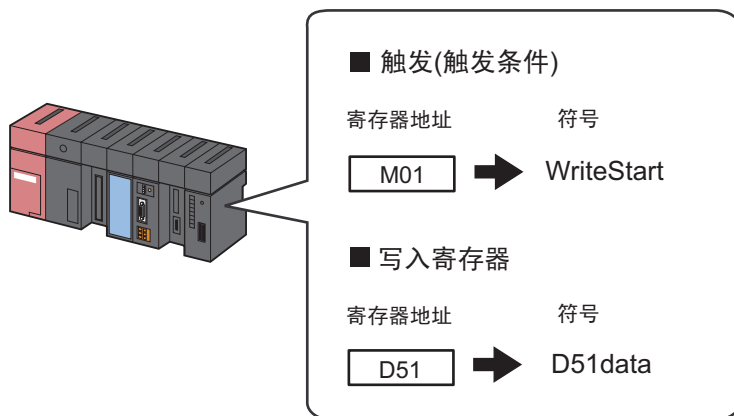 ■ 触发(触发条件)
寄存器地址 符号
M01 WriteStart
■ 写入寄存器
寄存器地址 符号
D51 D51data